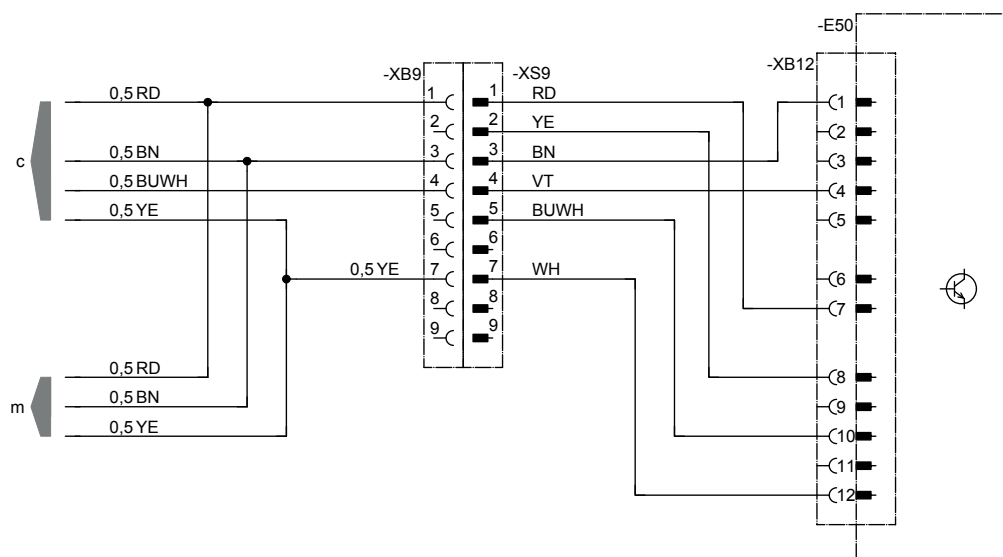 -E50
-XB12
-XB9 -XS9
0,5 RD 1 1 RD 1
2 2 YE 2
c 0,5 BN 3 3 BN 3
0,5 BUWH 4 4 VT 4
0,5 YE 5 5 BUWH 5
6 6
0,5 YE 7 7 WH 6
8 8 7
9 9
0,5 RD 8
m 0,5 BN 9
0,5 YE 10
11
12